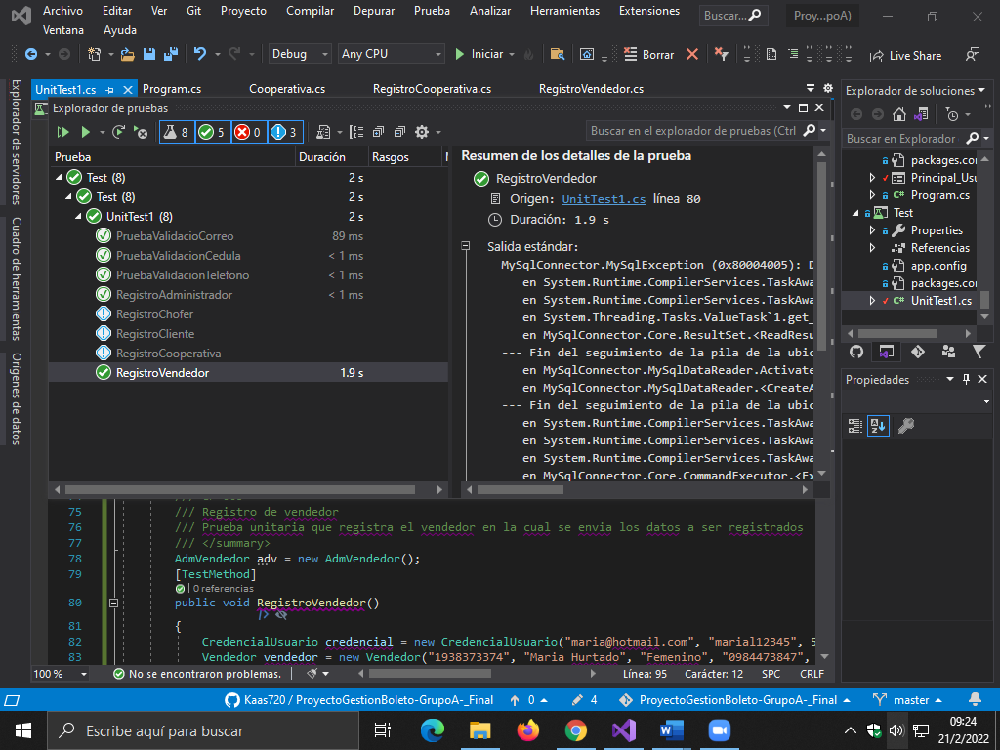 Archivo Editar Ver Git Proyecto Compilar Depurar Prueba Analizar Herramientas Extensiones
Buscar...
Proy...poA)
Ventana Ayuda
Debug
Any CPU
Iniciar
Borrar
Live Share
Explorador de servidores
Cuadro de herramientas
Orígenes de datos
UnitTest1.cs
Program.cs
Cooperativa.cs
RegistroCooperativa.cs
RegistroVendedor.cs
Explorador de pruebas
8 5 0 3
Buscar en el explorador de pruebas (Ctrl
Prueba Duración Rasgos
Test (8) 2 s
Test (8) 2 s
UnitTest1 (8) 2 s
PruebaValidacioCorreo 89 ms
PruebaValidacionCedula < 1 ms
PruebaValidacionTelefono < 1 ms
RegistroAdministrador < 1 ms
RegistroChofer
RegistroCliente
RegistroCooperativa
RegistroVendedor 1.9 s
Resumen de los detalles de la prueba
RegistroVendedor
Origen: UnitTest1.cs línea 80
Duración: 1.9 s
Salida estándar:
MySqlConnector.MySqlException (0x80004005): D
en System.Runtime.CompilerServices.TaskAwa
en System.Runtime.CompilerServices.TaskAwa
en System.Threading.Tasks.ValueTask`1.get_
en MySqlConnector.Core.ResultSet.<ReadResu
--- Fin del seguimiento de la pila de la ubic
en MySqlConnector.MySqlDataReader.Activate
en MySqlConnector.MySqlDataReader.<CreateA
--- Fin del seguimiento de la pila de la ubic
en System.Runtime.CompilerServices.TaskAwa
en System.Runtime.CompilerServices.TaskAwa
en System.Runtime.CompilerServices.TaskAwa
en MySqlConnector.Core.CommandExecutor.<Ex
75 /// Registro de vendedor
76 /// Prueba unitaria que registra el vendedor en la cual se envia los datos a ser registrados
77 /// </summary>
78 AdmVendedor adv = new AdmVendedor();
79 [TestMethod]
0 referencias
80 public void RegistroVendedor()
81 {
82 CredencialUsuario credencial = new CredencialUsuario("maria@hotmail.com", "maria112345", 5
83 Vendedor vendedor = new Vendedor("1938373374", "Maria Hurtado", "Femenino", "0984473847",
100 %
No se encontraron problemas.
Línea: 95 Carácter: 12 SPC CRLF
Explorador de soluciones
Buscar en Explorador
packages.con
Principal_Usu
Program.cs
Test
Properties
Referencias
app.config
packages.con
UnitTest1.cs
Propiedades
Kaas720 / ProyectoGestionBoleto-GrupoA-_Final
0
4
ProyectoGestionBoleto-GrupoA-_Final
master
Escribe aquí para buscar
09:24
21/2/2022